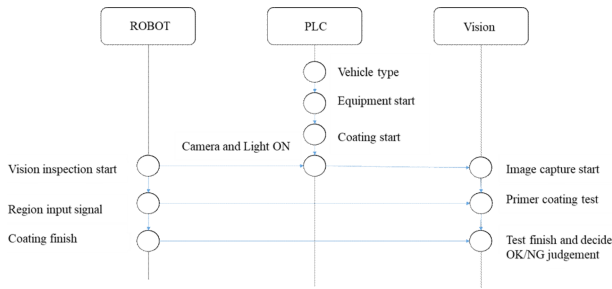 ROBOT
PLC
Vision
Vehicle type
Equipment start
Coating start
Camera and Light ON
Vision inspection start
Image capture start
Region input signal
Primer coating test
Coating finish
Test finish and decide
OK/NG judgement